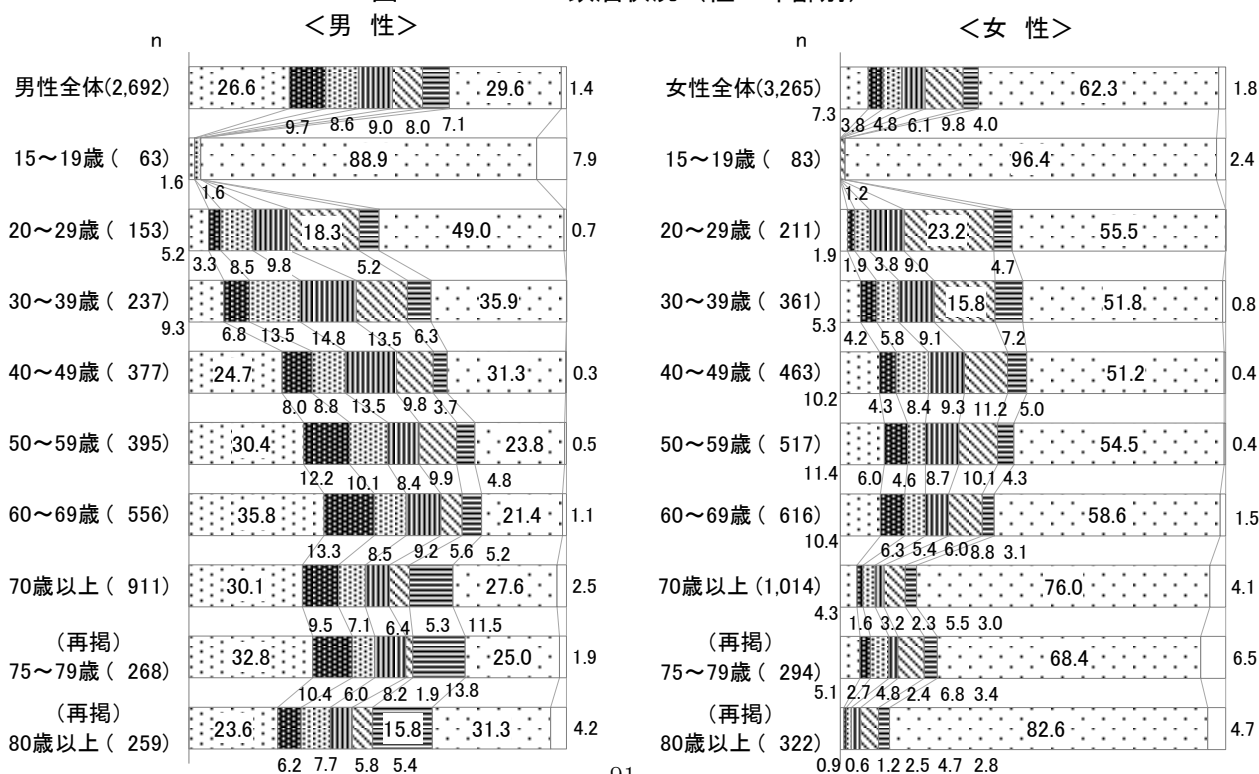 ＜男 性＞
n
男性全体(2,692) 26.6 29.6 1.4
9.7 8.6 9.0 8.0 7.1
15～19歳( 63) 88.9 7.9
1.6 1.6
20～29歳( 153) 18.3 49.0 0.7
5.2 3.3 8.5 9.8 5.2
30～39歳( 237) 35.9
9.3 6.8 13.5 14.8 13.5 6.3
40～49歳( 377) 24.7 31.3 0.3
8.0 8.8 13.5 9.8 3.7
50～59歳( 395) 30.4 23.8 0.5
12.2 10.1 8.4 9.9 4.8
60～69歳( 556) 35.8 21.4 1.1
13.3 8.5 9.2 5.6 5.2
70歳以上( 911) 30.1 27.6 2.5
9.5 7.1 6.4 5.3 11.5
(再掲)
75～79歳( 268) 32.8 25.0 1.9
10.4 6.0 8.2 1.9 13.8
(再掲)
80歳以上( 259) 23.6 15.8 31.3 4.2
6.2 7.7 5.8 5.4
＜女 性＞
n
女性全体(3,265) 62.3 1.8
7.3 3.8 4.8 6.1 9.8 4.0
15～19歳( 83) 96.4 2.4
1.2
20～29歳( 211) 23.2 55.5
1.9 1.9 3.8 9.0 4.7
30～39歳( 361) 15.8 51.8 0.8
5.3 4.2 5.8 9.1 7.2
40～49歳( 463) 51.2 0.4
10.2 4.3 8.4 9.3 11.2 5.0
50～59歳( 517) 54.5 0.4
11.4 6.0 4.6 8.7 10.1 4.3
60～69歳( 616) 58.6 1.5
10.4 6.3 5.4 6.0 8.8 3.1
70歳以上(1,014) 76.0 4.1
4.3 1.6 3.2 2.3 5.5 3.0
(再掲)
75～79歳( 294) 68.4 6.5
5.1 2.7 4.8 2.4 6.8 3.4
(再掲)
80歳以上( 322) 82.6 4.7
0.9 0.6 1.2 2.5 4.7 2.8